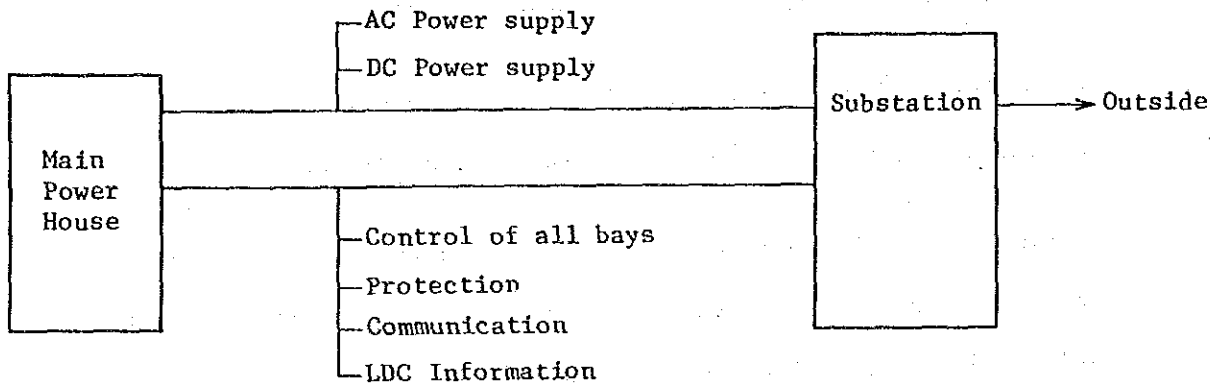 AC Power supply
DC Power supply
Substation
Outside
Main
Power
House
Control of all bays
Protection
Communication
LDC Information